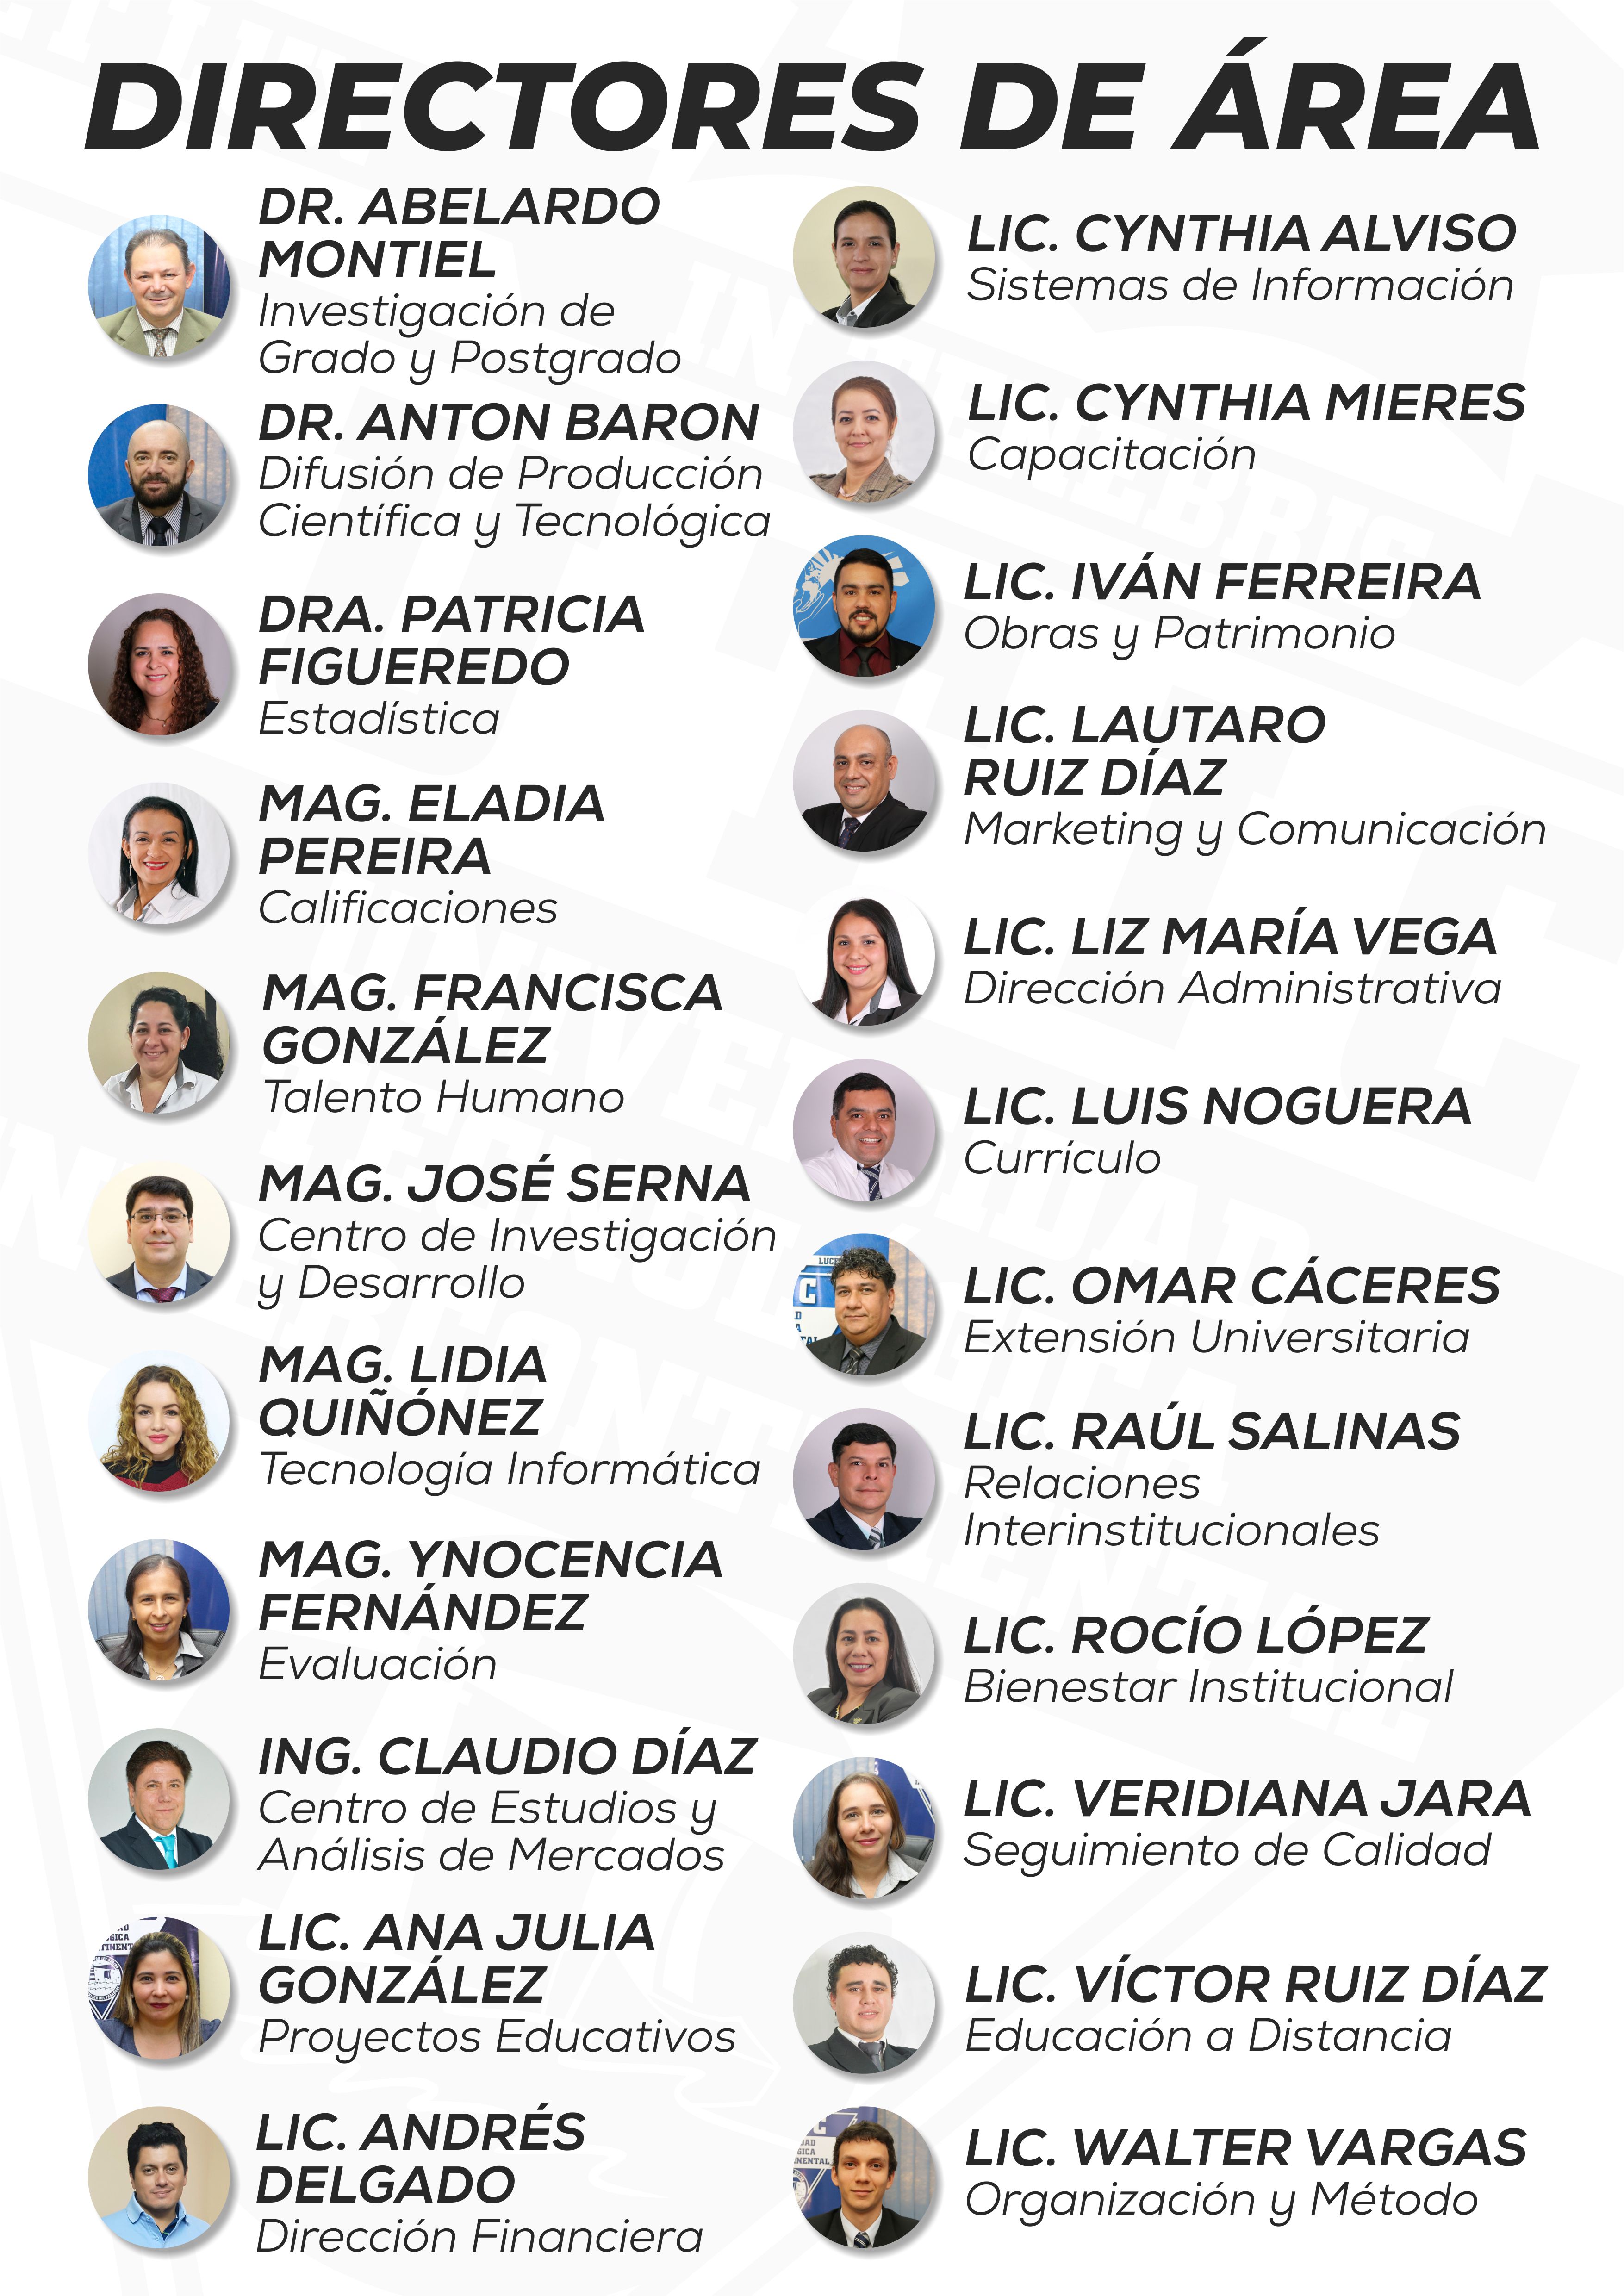 DIRECTORES DE ÁREA
DR. ABELARDO
MONTIEL
Investigación de
Grado y Postgrado
DR. ANTON BARON
Difusión de Producción
Científica y Tecnológica
DRA. PATRICIA
FIGUEREDO
Estadística
MAG. ELADIA
PEREIRA
Calificaciones
MAG. FRANCISCA
GONZÁLEZ
Talento Humano
MAG. JOSÉ SERNA
Centro de Investigación
y Desarrollo
MAG. LIDIA
QUIÑÓNEZ
Tecnología Informática
MAG. YNOCENCIA
FERNÁNDEZ
Evaluación
ING. CLAUDIO DÍAZ
Centro de Estudios y
Análisis de Mercados
LIC. ANA JULIA
GONZÁLEZ
Proyectos Educativos
LIC. ANDRÉS
DELGADO
Dirección Financiera
LIC. CYNTHIA ALVISO
Sistemas de Información
LIC. CYNTHIA MIERES
Capacitación
LIC. IVÁN FERREIRA
Obras y Patrimonio
LIC. LAUTARO
RUIZ DÍAZ
Marketing y Comunicación
LIC. LIZ MARÍA VEGA
Dirección Administrativa
LIC. LUIS NOGUERA
Currículo
LIC. OMAR CÁCERES
Extensión Universitaria
LIC. RAÚL SALINAS
Relaciones
Interinstitucionales
LIC. ROCÍO LÓPEZ
Bienestar Institucional
LIC. VERIDIANA JARA
Seguimiento de Calidad
LIC. VÍCTOR RUIZ DÍAZ
Educación a Distancia
LIC. WALTER VARGAS
Organización y Método